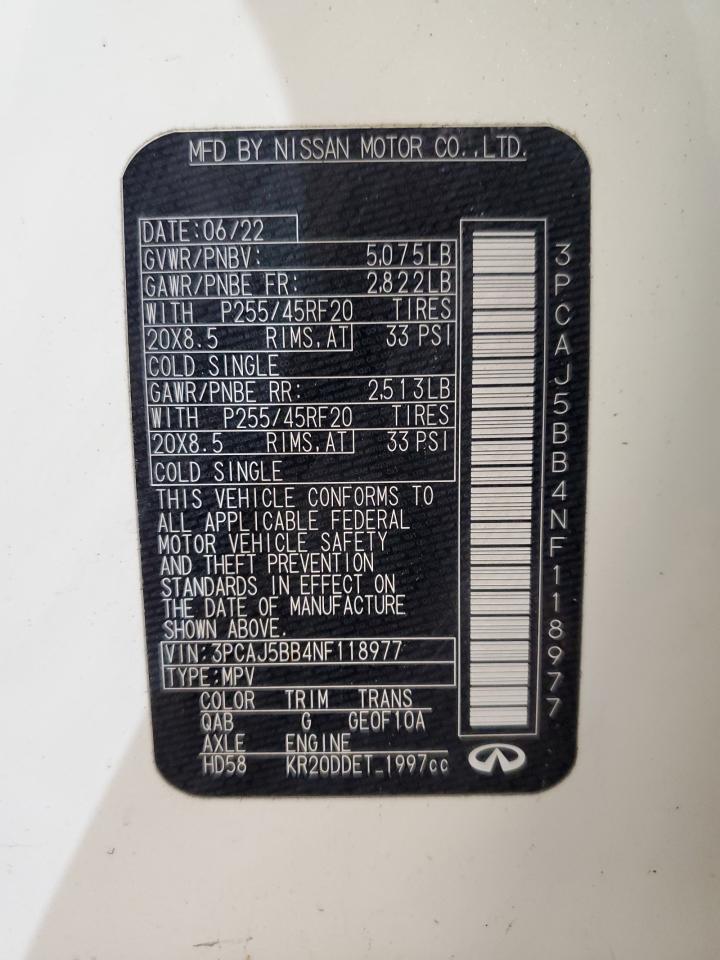 MFD BY NISSAN MOTOR CO.,LTD.
DATE:06/22
GVWR/PNBV: 5,075LB
GAWR/PNBE FR: 2,822LB
WITH P255/45RF20 TIRES
20X8.5 RIMS,AT 33 PSI
COLD SINGLE
GAWR/PNBE RR: 2,513LB
WITH P255/45RF20 TIRES
20X8.5 RIMS,AT 33 PSI
COLD SINGLE
THIS VEHICLE CONFORMS TO
ALL APPLICABLE FEDERAL
MOTOR VEHICLE SAFETY
AND THEFT PREVENTION
STANDARDS IN EFFECT ON
THE DATE OF MANUFACTURE
SHOWN ABOVE.
VIN:3PCAJ5BB4NF118977
TYPE:MPV
COLOR TRIM TRANS
QAB G GE0F10A
AXLE ENGINE
HD58 KR20DDET_1997cc
3PCAJ5BB4NF118977